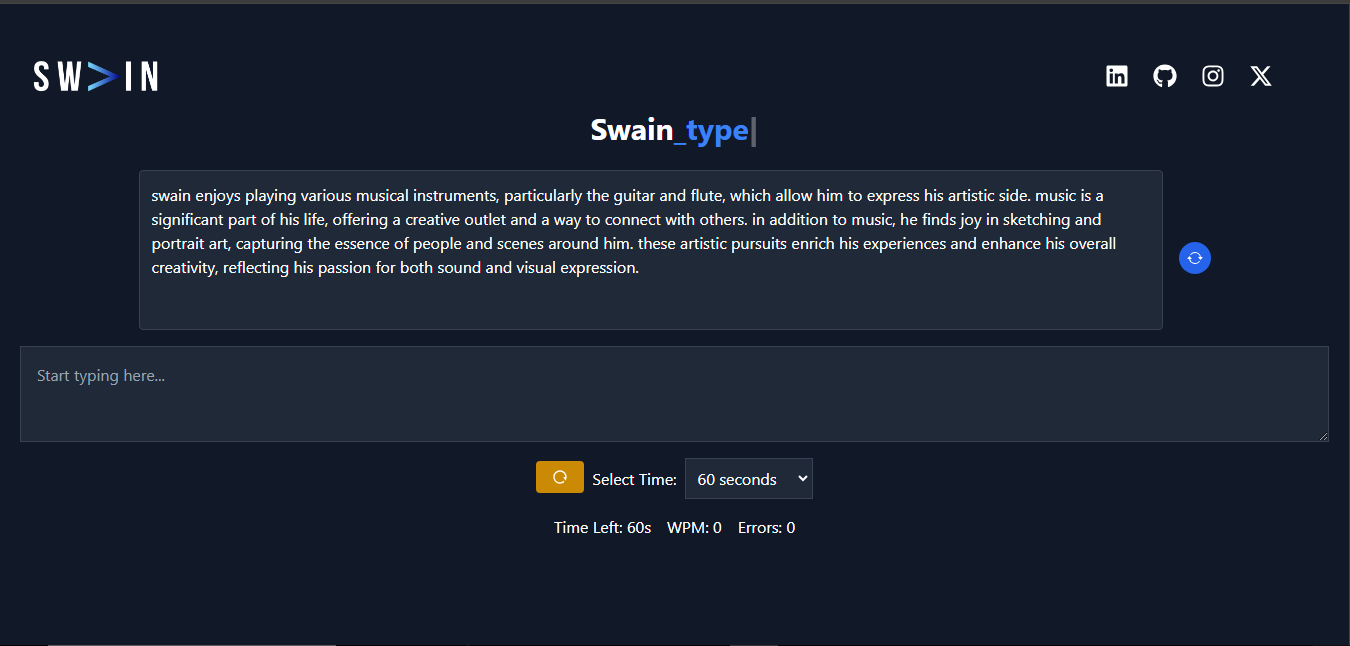 SW>IN
Swain_type|
swain enjoys playing various musical instruments, particularly the guitar and flute, which allow him to express his artistic side. music is a
significant part of his life, offering a creative outlet and a way to connect with others. in addition to music, he finds joy in sketching and
portrait art, capturing the essence of people and scenes around him. these artistic pursuits enrich his experiences and enhance his overall
creativity, reflecting his passion for both sound and visual expression.
Start typing here...
Select Time: 60 seconds
Time Left: 60s WPM: 0 Errors: 0